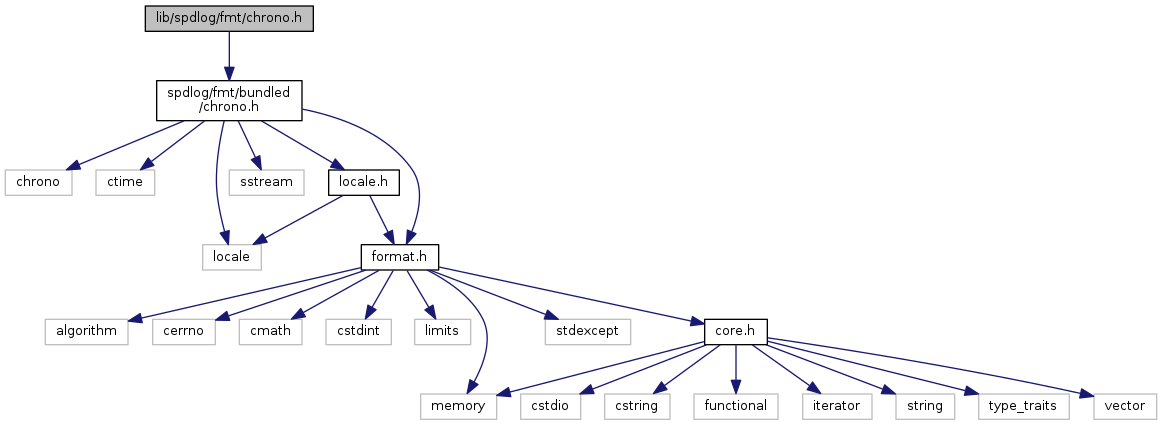 lib/spdlog/fmt/chrono.h
spdlog/fmt/bundled
/chrono.h
chrono
ctime
sstream
locale.h
locale
format.h
algorithm
cerrno
cmath
cstdint
limits
stdexcept
core.h
memory
cstdio
cstring
functional
iterator
string
type_traits
vector